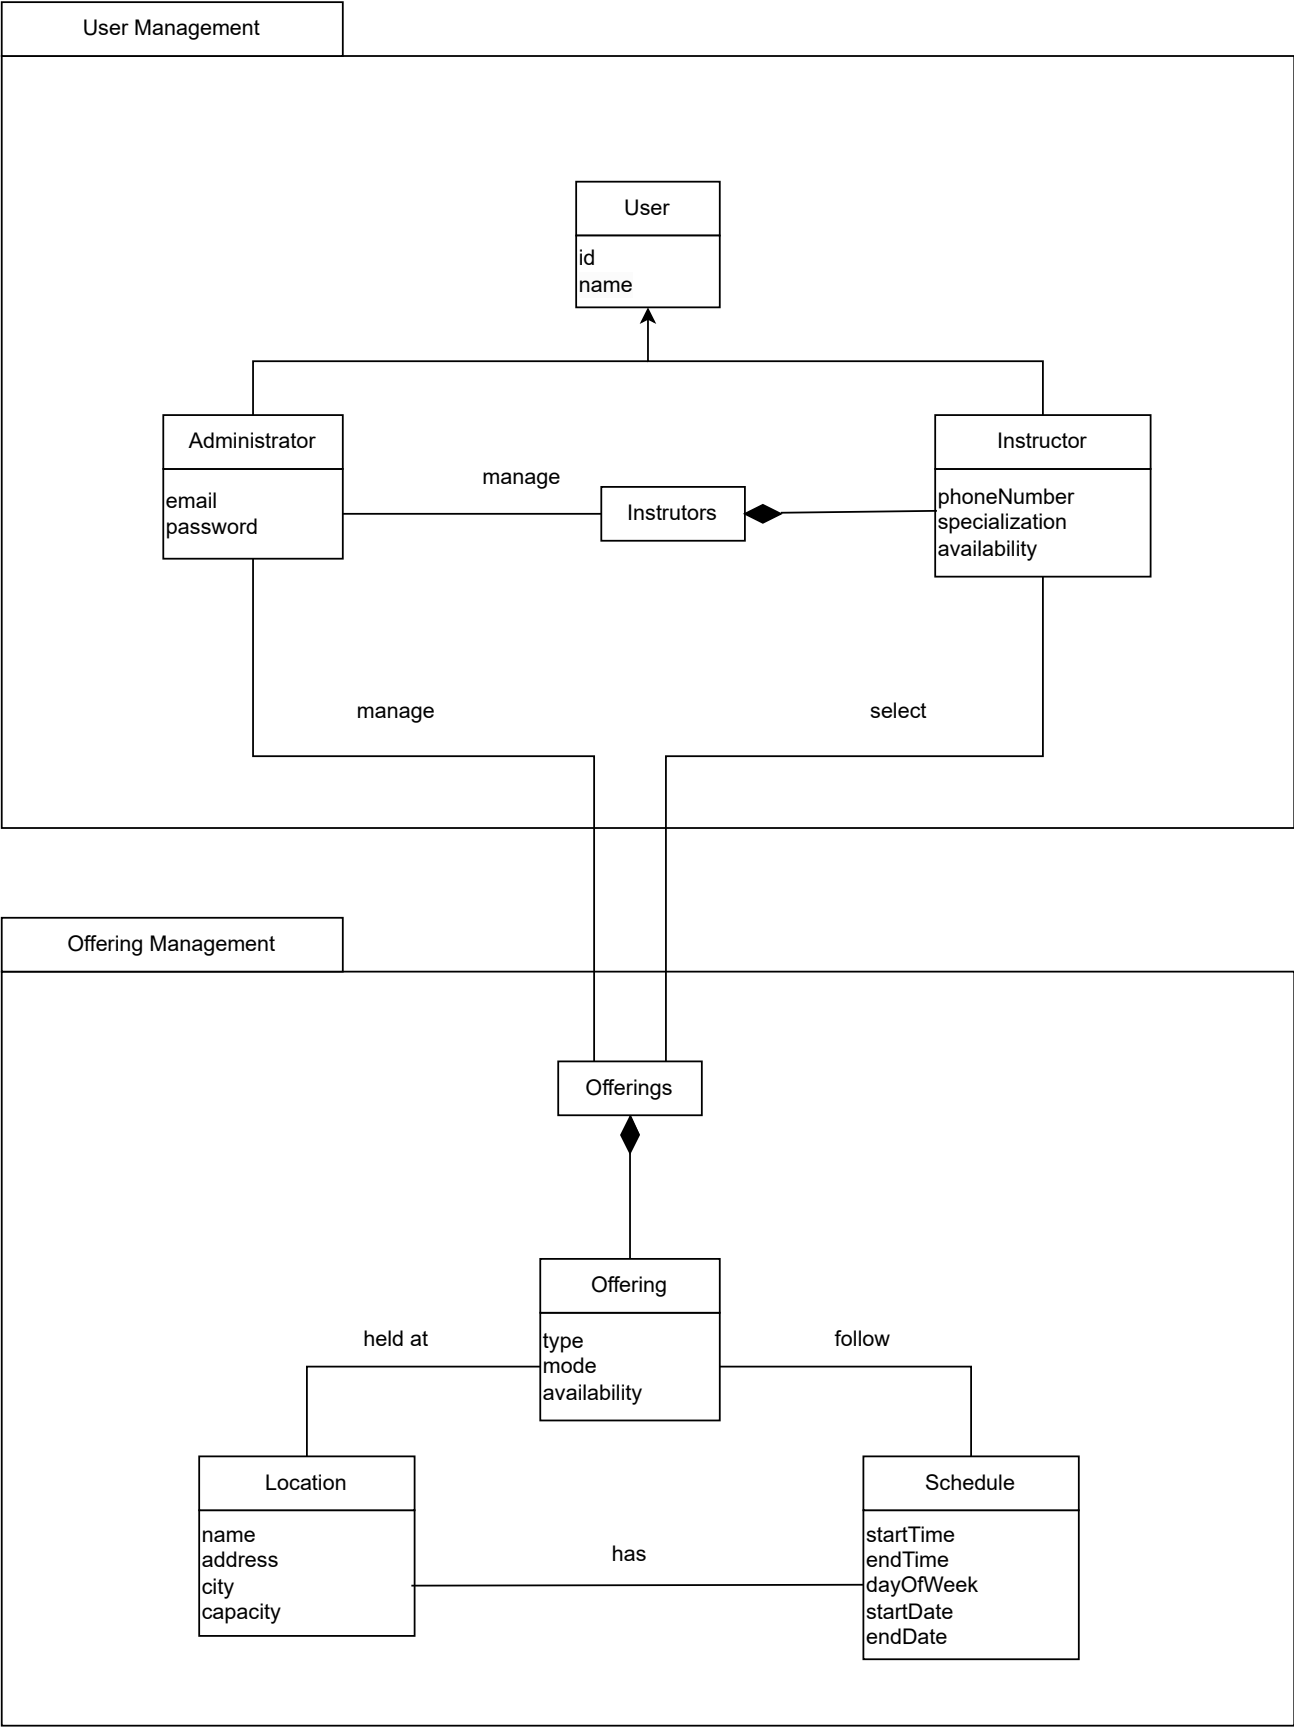 User Management
User
id
name
Administrator
email
password
manage
Instrutors
Instructor
phoneNumber
specialization
availability
manage
select
Offering Management
Offerings
Offering
type
mode
availability
held at
follow
Location
name
address
city
capacity
has
Schedule
startTime
endTime
dayOfWeek
startDate
endDate